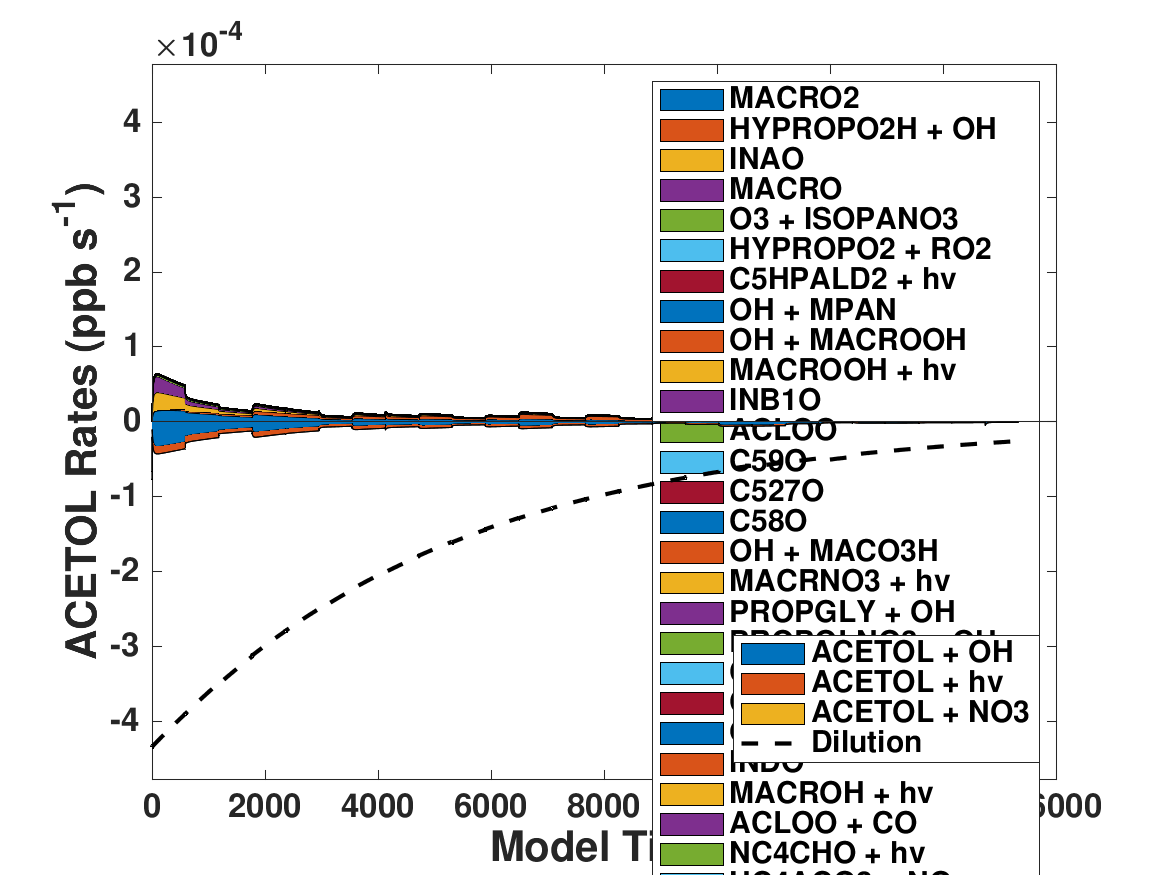 ×10-4
4
3
2
1
0
-1
-2
-3
-4
ACETOL Rates (ppb s-1)
0 2000 4000 6000 8000 6000
Model Ti
MACRO2
HYPROPO2H + OH
INAO
MACRO
O3 + ISOPANO3
HYPROPO2 + RO2
C5HPALD2 + hv
OH + MPAN
OH + MACROOH
MACROOH + hv
INB1O
ACLOO
C59O
C527O
C58O
OH + MACO3H
MACRNO3 + hv
PROPGLY + OH
ACETOL + OH
ACETOL + hv
ACETOL + NO3
Dilution
INDO
MACROH + hv
ACLOO + CO
NC4CHO + hv